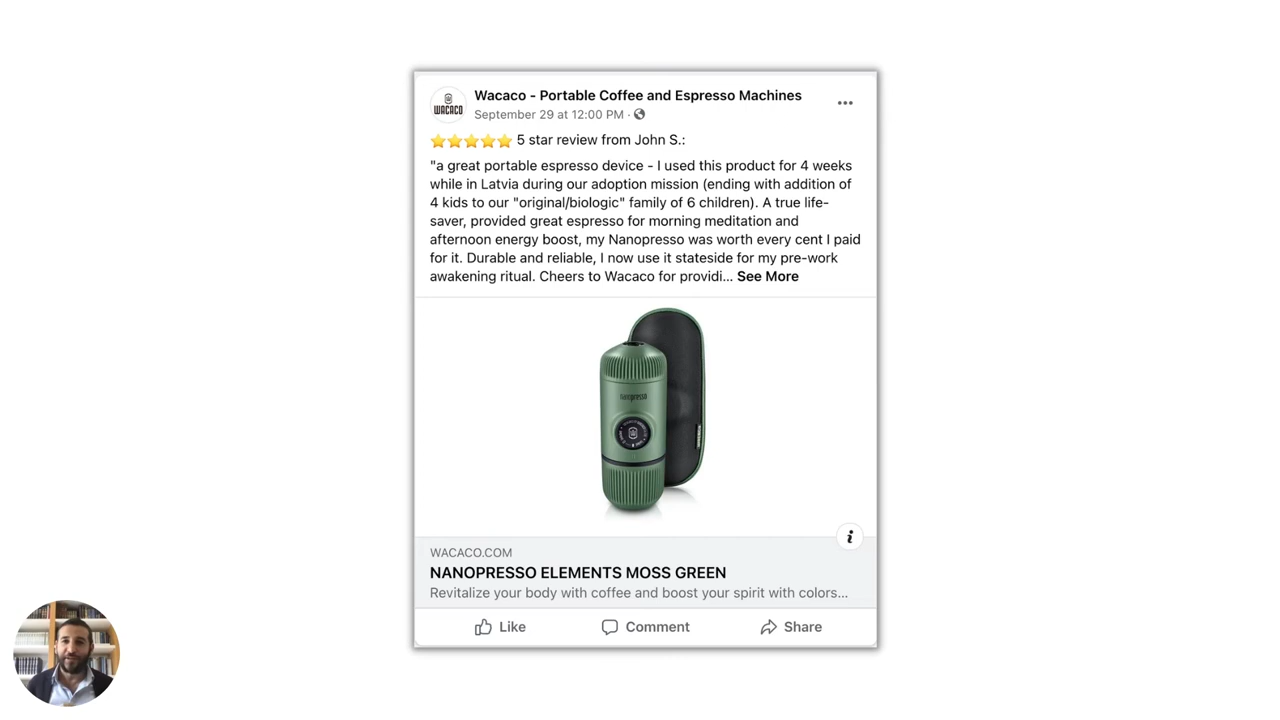 WACACO
Wacaco - Portable Coffee and Espresso Machines
September 29 at 12:00 PM ·
⭐⭐⭐⭐⭐ 5 star review from John S.:
"a great portable espresso device - I used this product for 4 weeks
while in Latvia during our adoption mission (ending with addition of
4 kids to our "original/biologic" family of 6 children). A true life-
saver, provided great espresso for morning meditation and
afternoon energy boost, my Nanopresso was worth every cent I paid
for it. Durable and reliable, I now use it stateside for my pre-work
awakening ritual. Cheers to Wacaco for providi... See More
nanopresso
WACACO.COM
NANOPRESSO ELEMENTS MOSS GREEN
Revitalize your body with coffee and boost your spirit with colors...
Like Comment Share